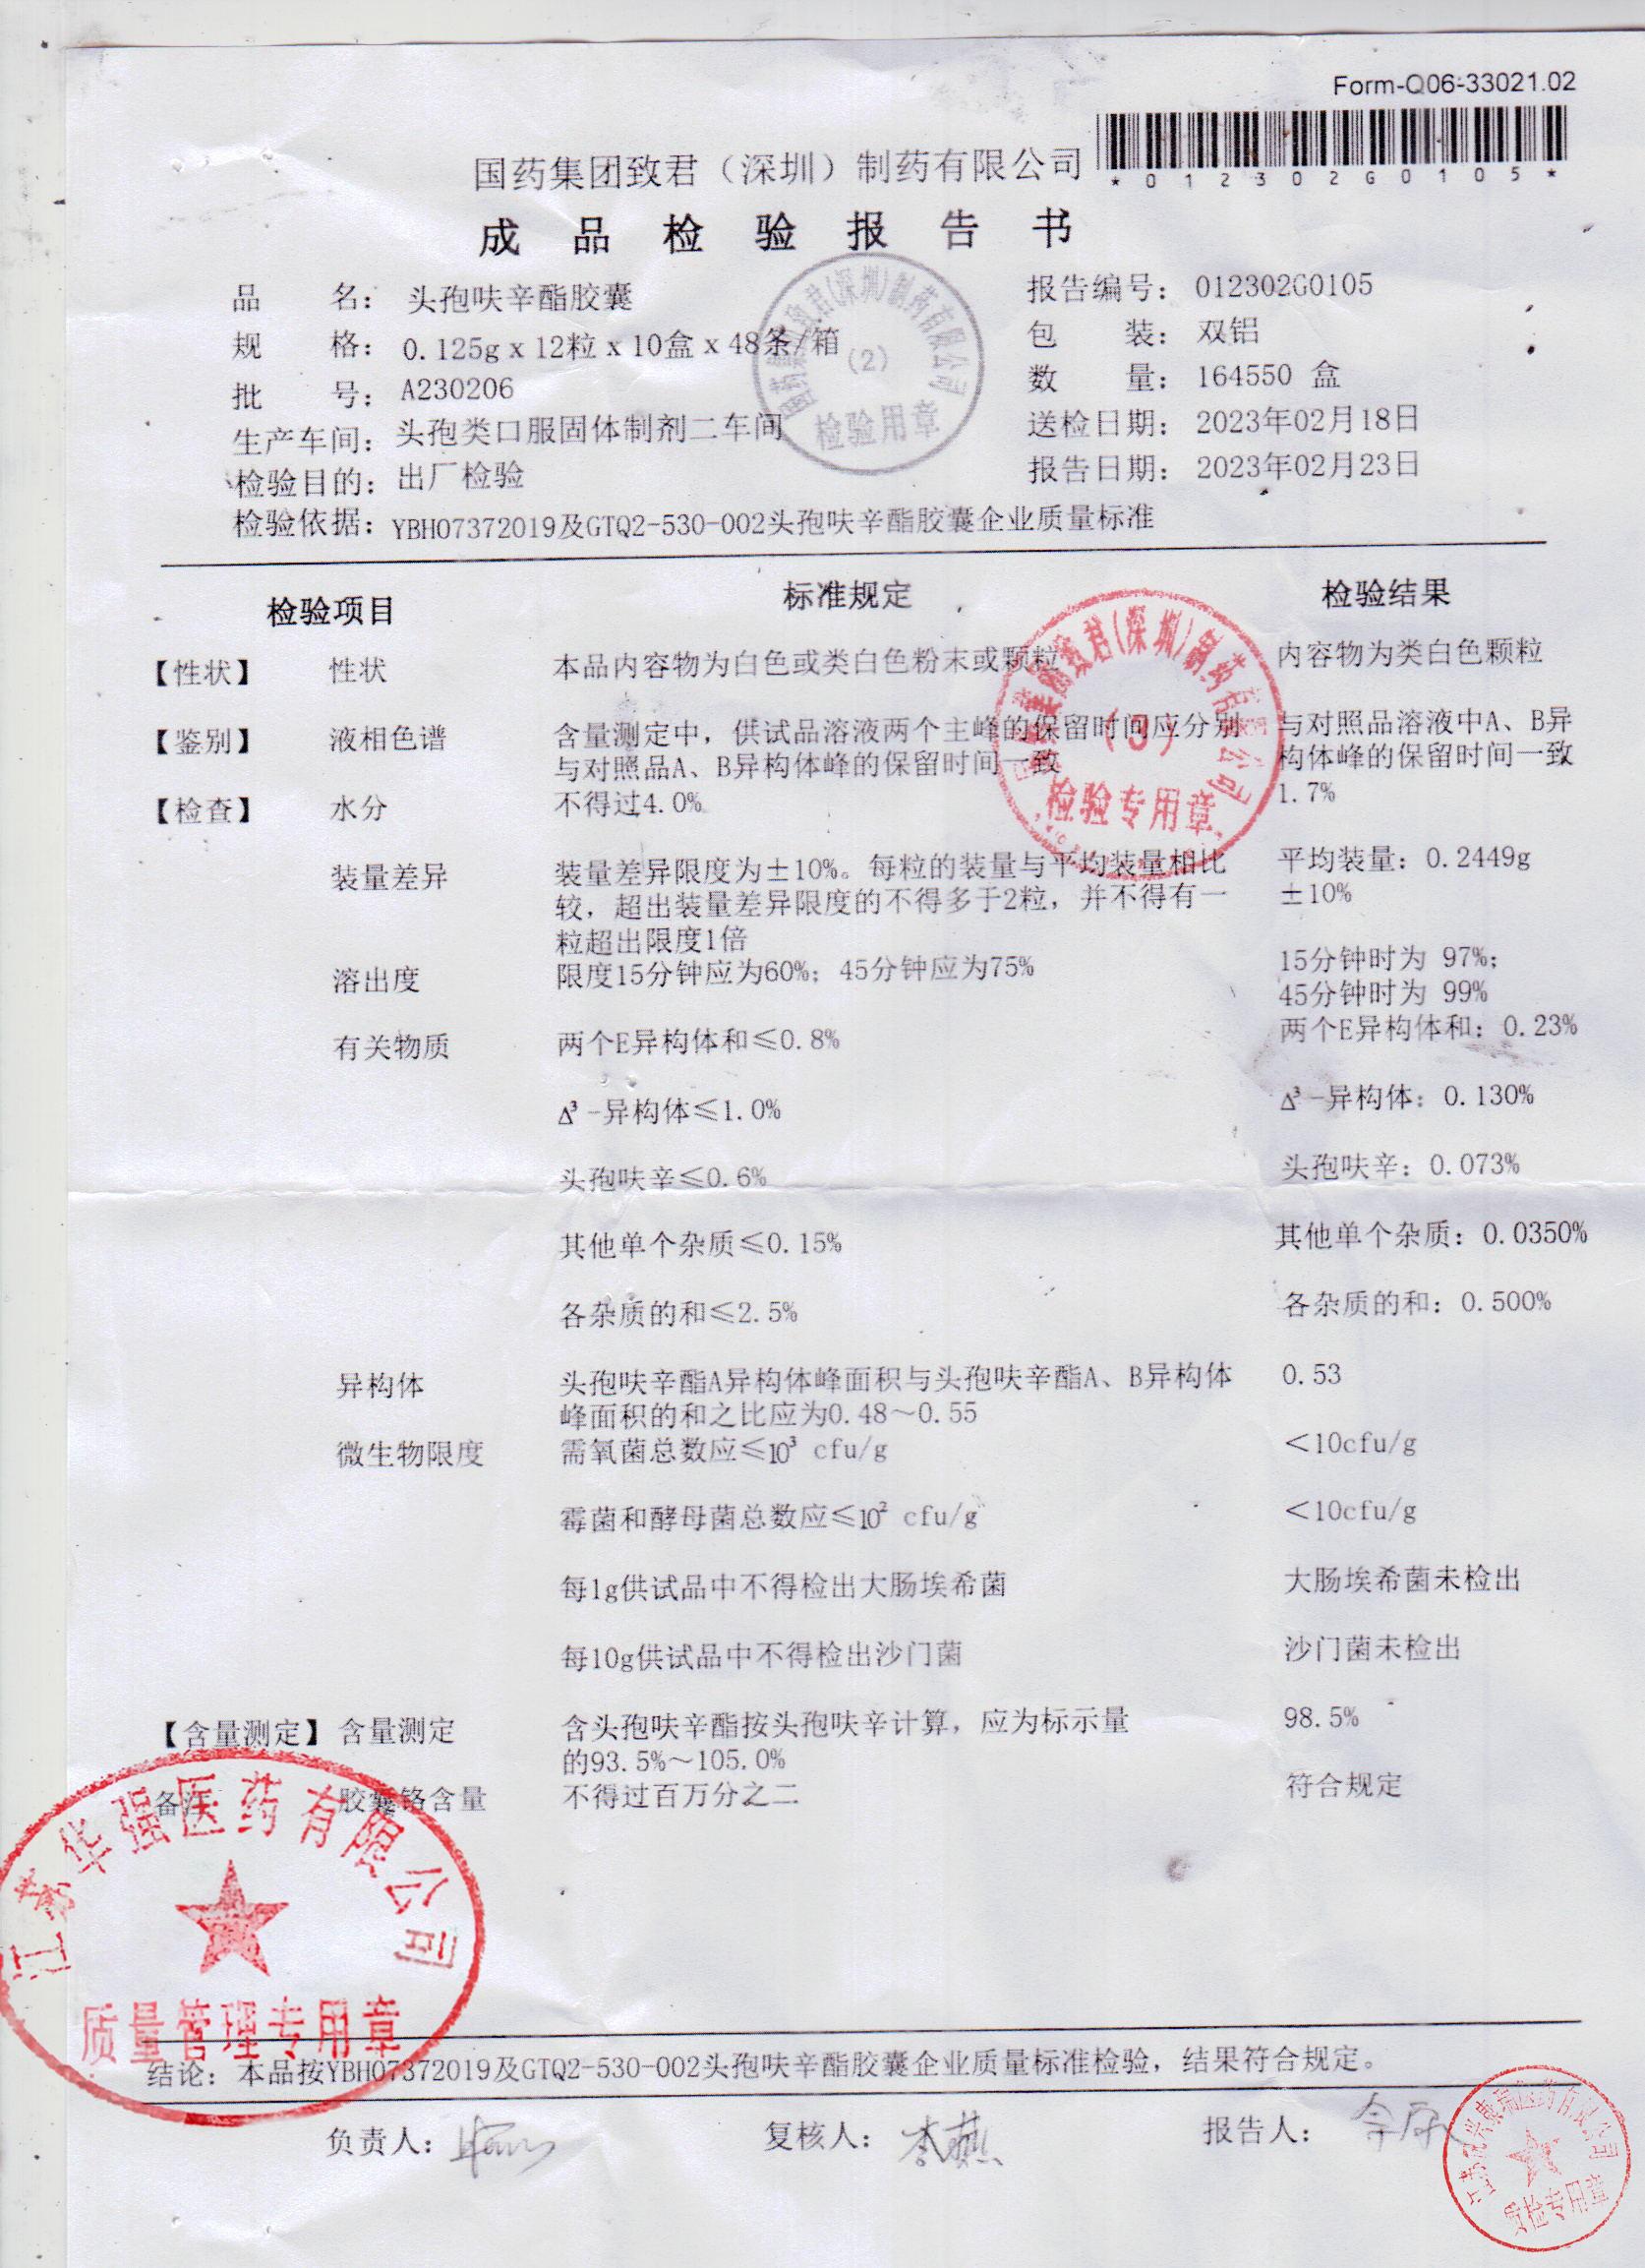 Form-Q06-33021.02
*012302G0105*
国药集团致君（深圳）制药有限公司
成品检验报告书
品名：头孢呋辛酯胶囊
报告编号：012302G0105
规格：0.125g x 12粒 x 10盒 x 48条/箱
包装：双铝
批号：A230206
数量：164550 盒
生产车间：头孢类口服固体制剂二车间
送检日期：2023年02月18日
检验目的：出厂检验
报告日期：2023年02月23日
检验依据：YBH07372019及GTQ2-530-002头孢呋辛酯胶囊企业质量标准
(深圳)制药有限公司
(2)
检验用章
检验项目 标准规定 检验结果
【性状】 性状 本品内容物为白色或类白色粉末或颗粒 内容物为类白色颗粒
【鉴别】 液相色谱 含量测定中，供试品溶液两个主峰的保留时间应分别 与对照品溶液中A、B异
与对照品A、B异构体峰的保留时间一致 构体峰的保留时间一致
【检查】 水分 不得过4.0% 1.7%
装量差异 装量差异限度为±10%。每粒的装量与平均装量相比 平均装量：0.2449g
较，超出装量差异限度的不得多于2粒，并不得有一 ±10%
粒超出限度1倍
溶出度 限度15分钟应为60%；45分钟应为75% 15分钟时为 97%；
45分钟时为 99%
有关物质 两个E异构体和≤0.8% 两个E异构体和：0.23%
Δ³-异构体≤1.0% Δ³-异构体：0.130%
头孢呋辛≤0.6% 头孢呋辛：0.073%
其他单个杂质≤0.15% 其他单个杂质：0.0350%
各杂质的和≤2.5% 各杂质的和：0.500%
异构体 头孢呋辛酯A异构体峰面积与头孢呋辛酯A、B异构体 0.53
峰面积的和之比应为0.48～0.55
微生物限度 需氧菌总数应≤10³ cfu/g ＜10cfu/g
霉菌和酵母菌总数应≤10² cfu/g ＜10cfu/g
每1g供试品中不得检出大肠埃希菌 大肠埃希菌未检出
每10g供试品中不得检出沙门菌 沙门菌未检出
【含量测定】 含量测定 含头孢呋辛酯按头孢呋辛计算，应为标示量 98.5%
的93.5%～105.0%
备注 胶囊铬含量 不得过百万分之二 符合规定
(深圳)制药有限公司
(3)
检验专用章
江苏华强医药有限公司
质量管理专用章
结论：本品按YBH07372019及GTQ2-530-002头孢呋辛酯胶囊企业质量标准检验，结果符合规定。
负责人： 复核人：李燕 报告人：
质检专用章